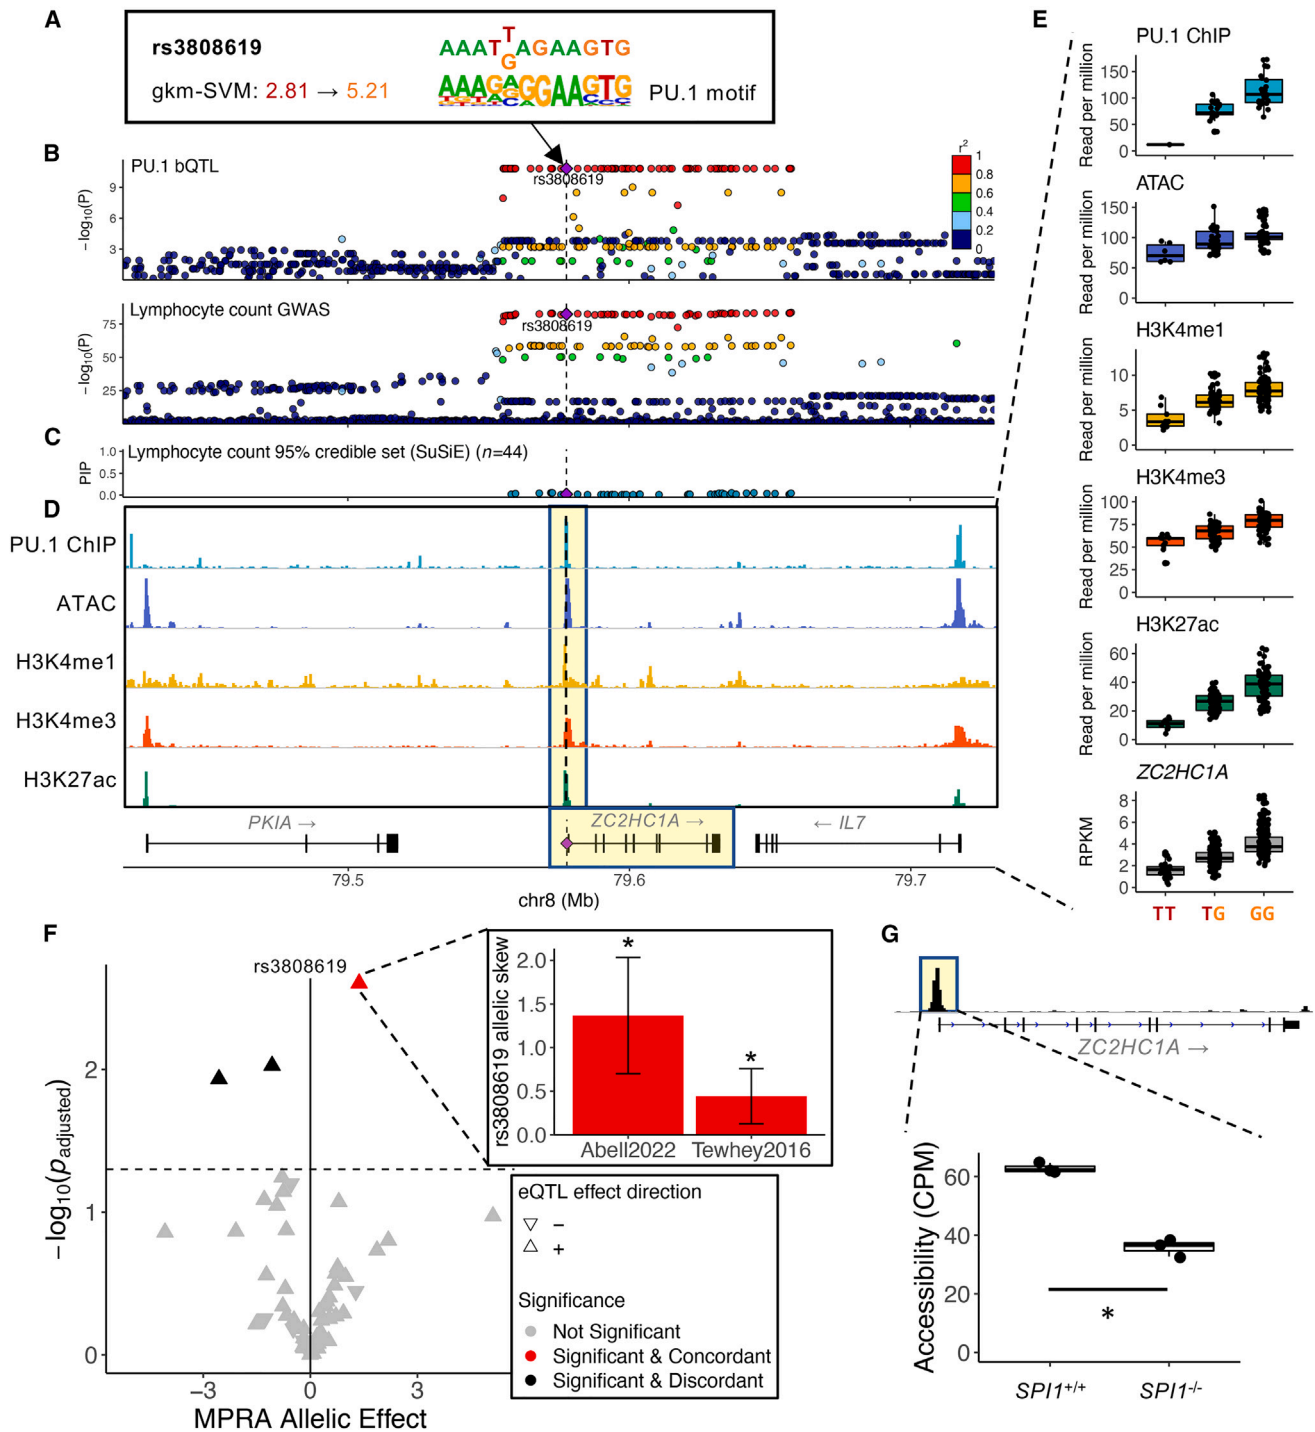 A
rs3808619
gkm-SVM: 2.81 → 5.21
T
AAATTAGAAGTG
G
AAAGAGGAAGTG
PU.1 motif
B
PU.1 bQTL
rs3808619
−log10(P)
9
6
3
r2
1
0.8
0.6
0.4
0.2
0
Lymphocyte count GWAS
rs3808619
−log10(P)
75
50
25
C
Lymphocyte count 95% credible set (SuSiE) (n=44)
PIP
1.0
0.5
0.0
D
PU.1 ChIP
ATAC
H3K4me1
H3K4me3
H3K27ac
PKIA →
ZC2HC1A →
← IL7
79.5
79.6
79.7
chr8 (Mb)
E
PU.1 ChIP
Read per million
150
100
50
0
ATAC
Read per million
150
100
50
0
H3K4me1
Read per million
10
5
0
H3K4me3
Read per million
100
75
50
25
0
H3K27ac
Read per million
60
40
20
0
ZC2HC1A
RPKM
8
6
4
2
0
TT TG GG
F
rs3808619
−log10(padjusted)
2
1
0
−3
0
3
MPRA Allelic Effect
rs3808619 allelic skew
2.0
1.5
1.0
0.5
0.0
*
*
Abell2022
Tewhey2016
eQTL effect direction
−
+
Significance
Not Significant
Significant & Concordant
Significant & Discordant
G
ZC2HC1A →
Accessibility (CPM)
60
40
20
0
*
SPI1+/+
SPI1-/-